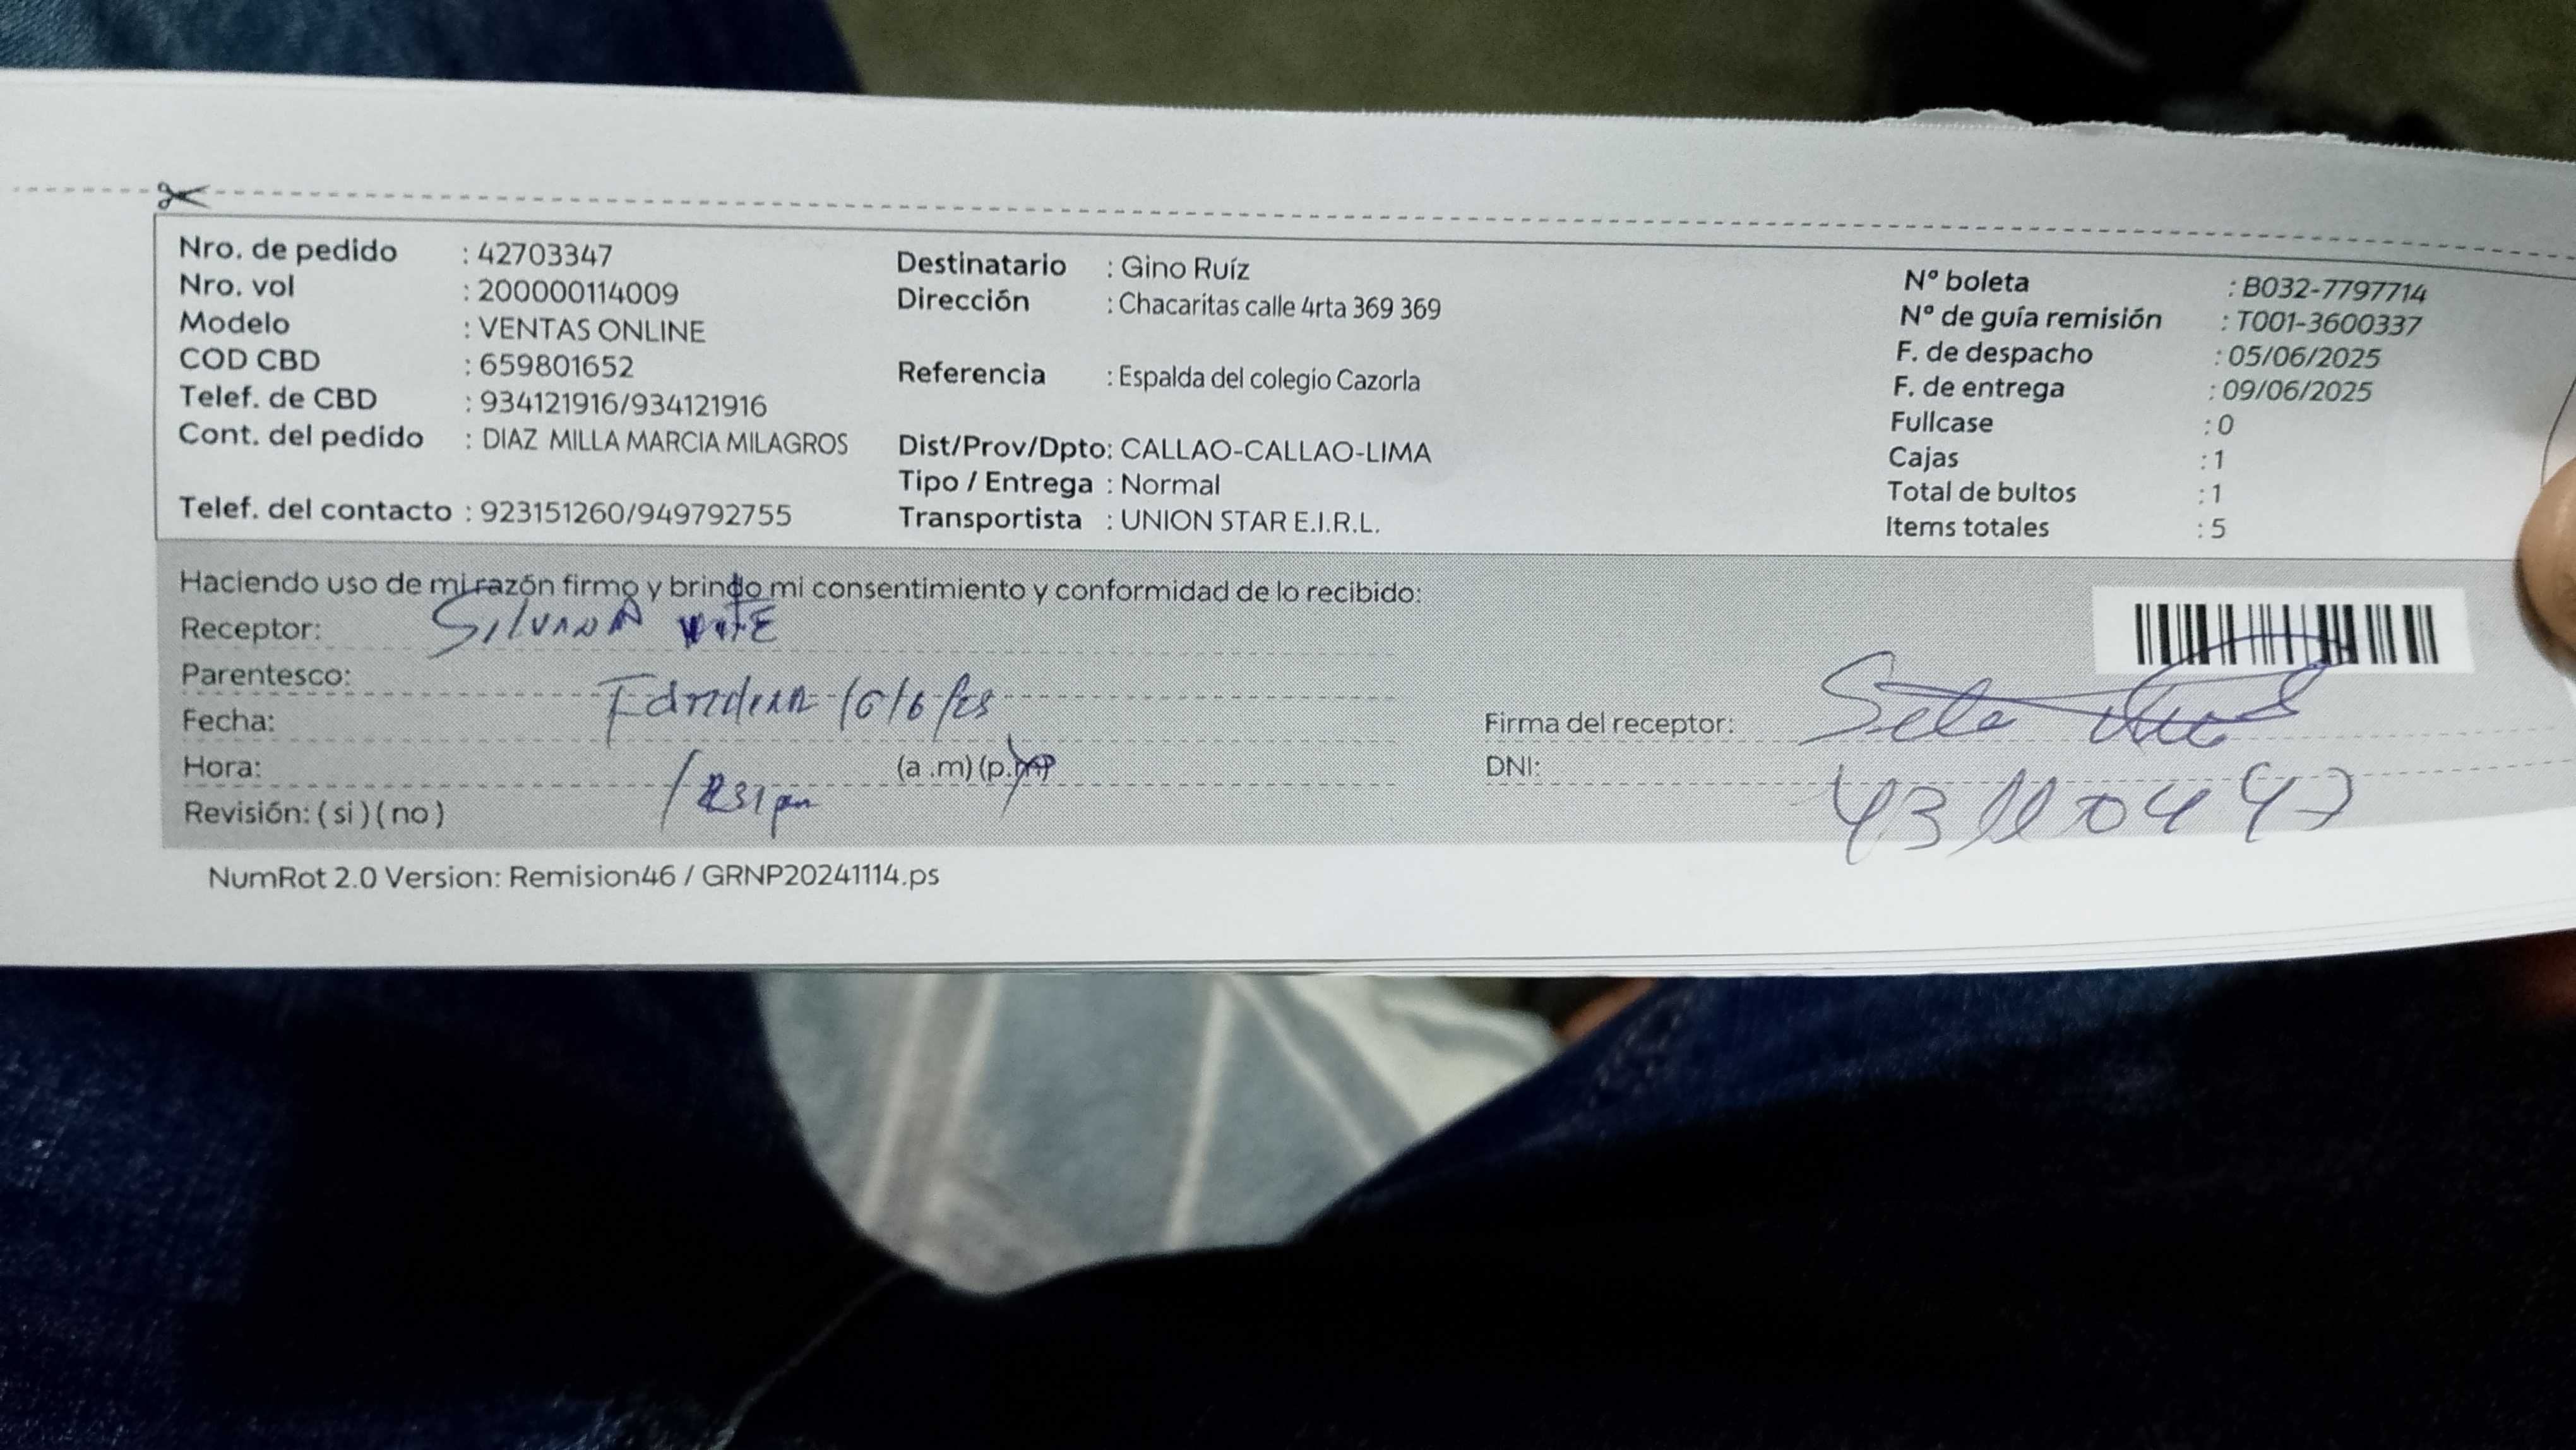 Nro. de pedido : 42703347
Nro. vol : 200000114009
Modelo : VENTAS ONLINE
COD CBD : 659801652
Telef. de CBD : 934121916/934121916
Cont. del pedido : DIAZ MILLA MARCIA MILAGROS
Telef. del contacto : 923151260/949792755
Destinatario : Gino Ruíz
Dirección : Chacaritas calle 4rta 369 369
Referencia : Espalda del colegio Cazorla
Dist/Prov/Dpto: CALLAO-CALLAO-LIMA
Tipo / Entrega : Normal
Transportista : UNION STAR E.I.R.L.
N° boleta : B032-7797714
N° de guía remisión : T001-3600337
F. de despacho : 05/06/2025
F. de entrega : 09/06/2025
Fullcase : 0
Cajas : 1
Total de bultos : 1
Items totales : 5
Haciendo uso de mi razón firmo y brindo mi consentimiento y conformidad de lo recibido:
Receptor: SILVANA
Parentesco:
Fecha:
Hora: (a .m) (p.m)
Revisión: ( si ) ( no )
Firma del receptor:
DNI:
NumRot 2.0 Version: Remision46 / GRNP20241114.ps